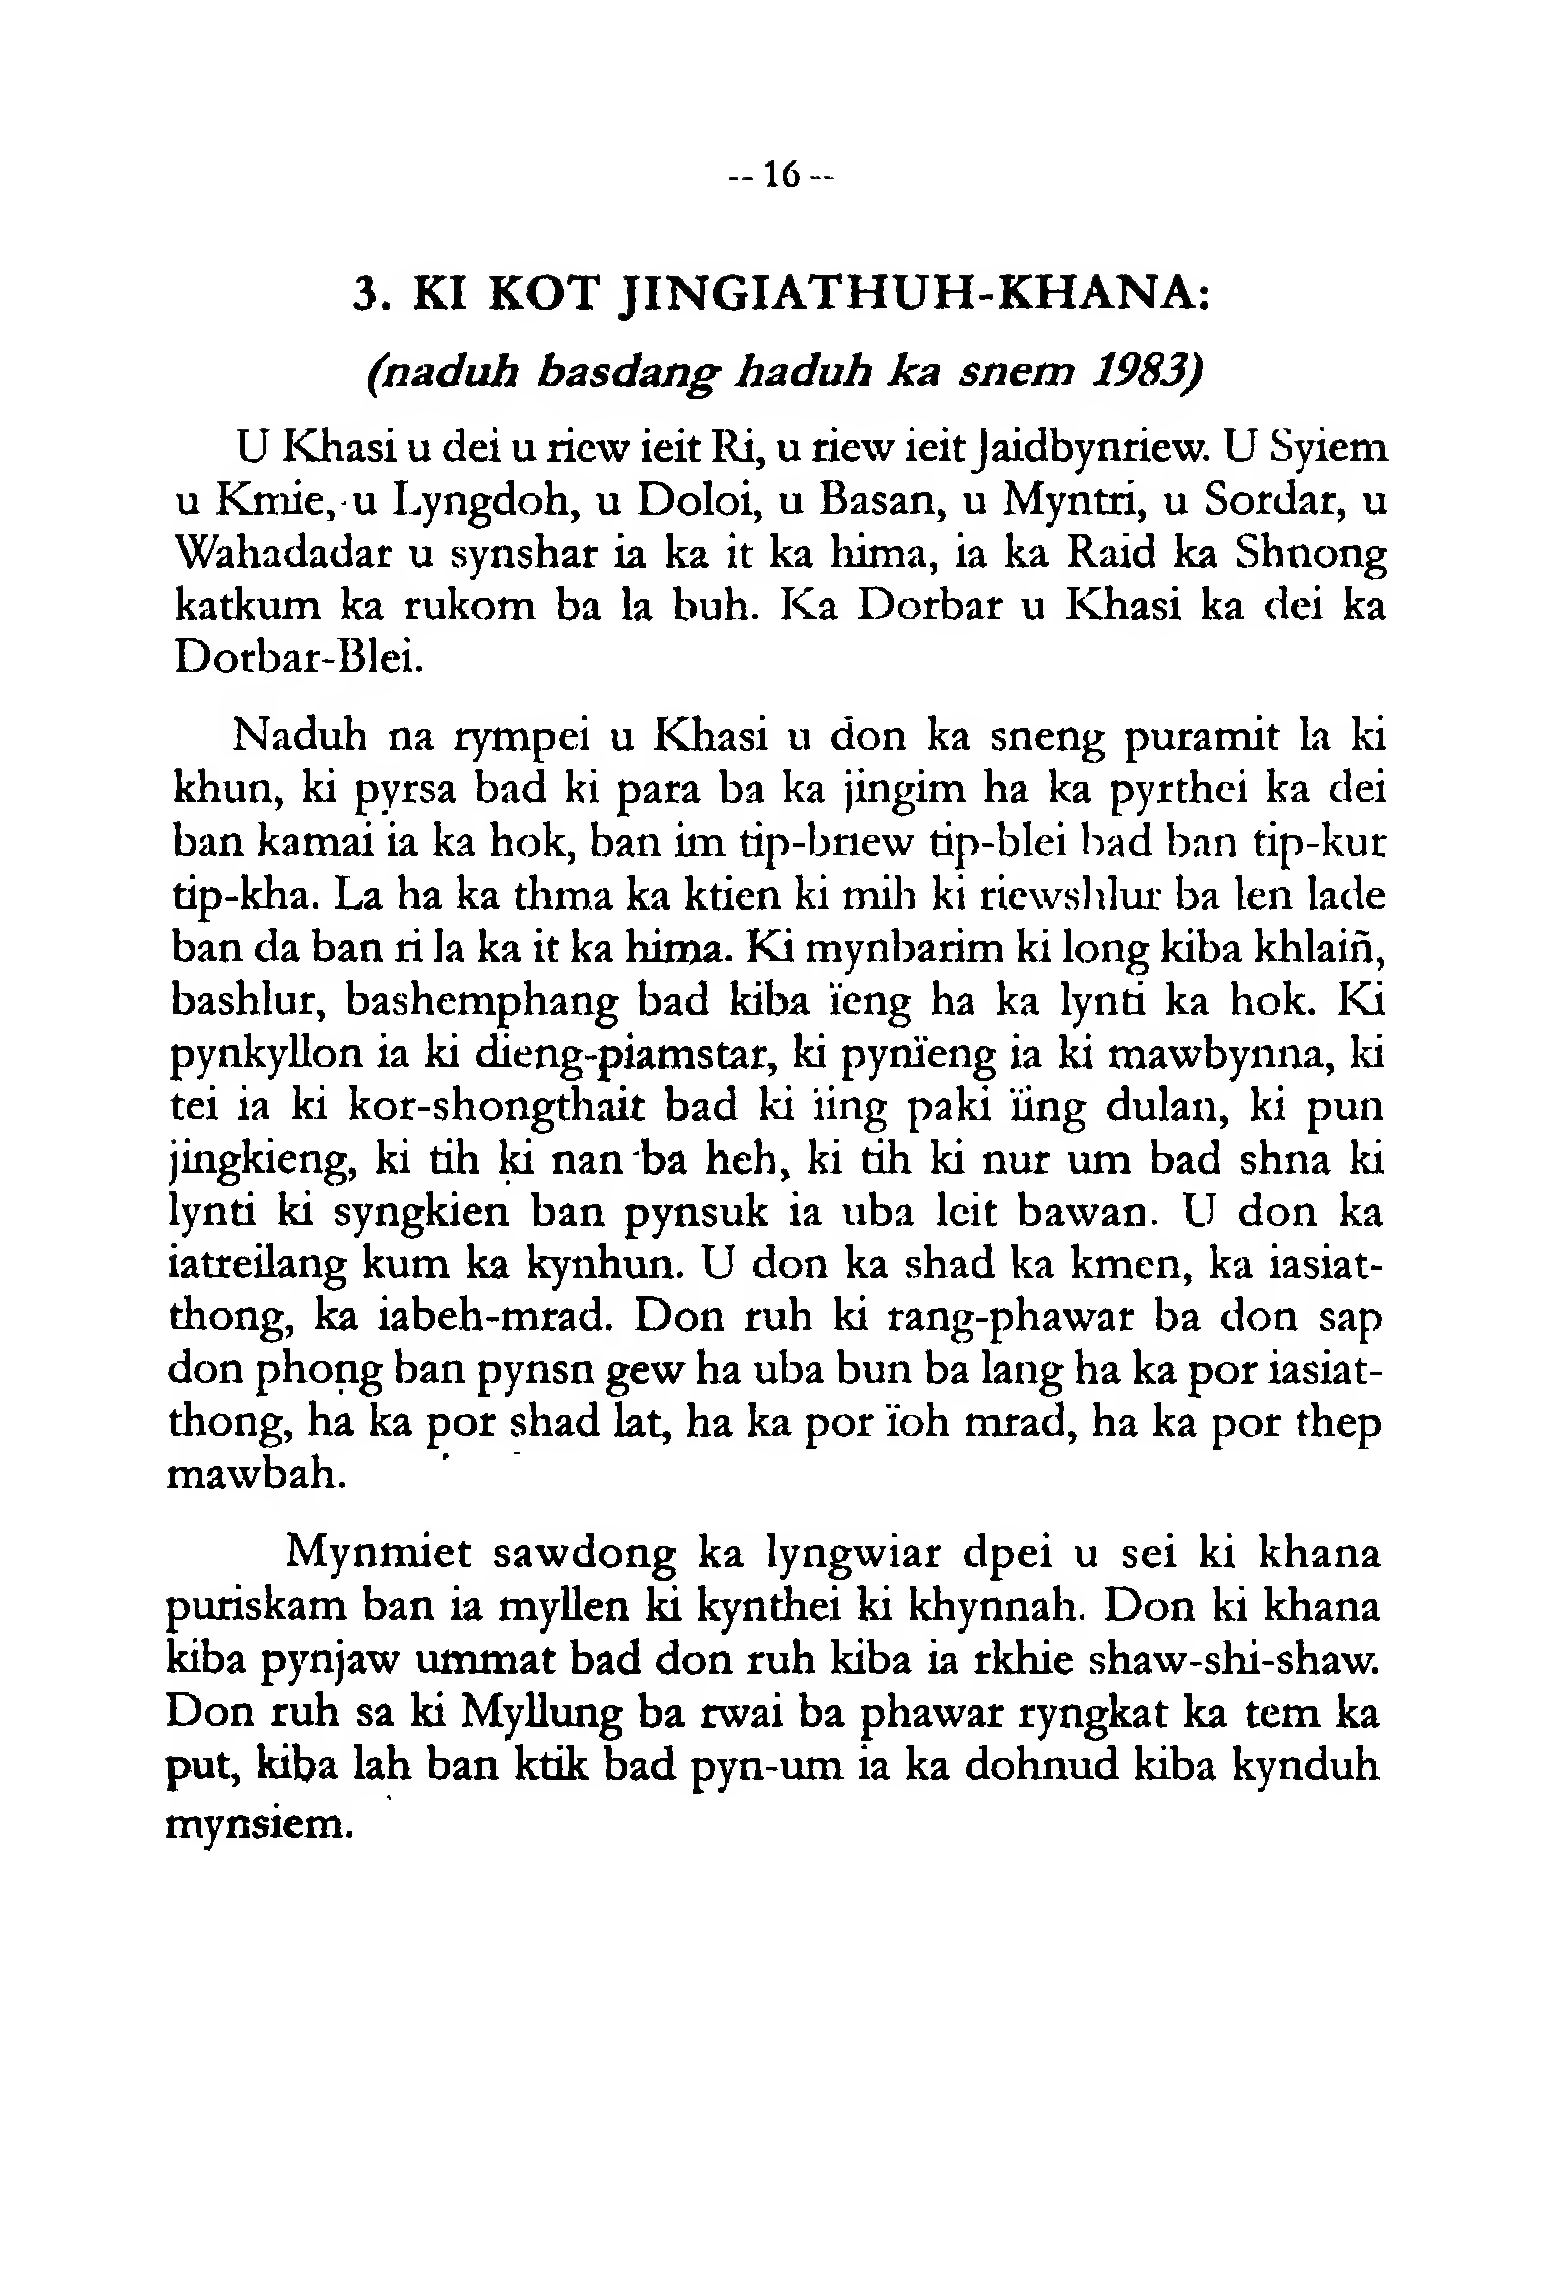 -- 16 --
3. KI KOT JINGIATHUH-KHANA:
(naduh basdang haduh ka snem 1983)
U Khasi u dei u riew ieit Ri, u riew ieit Jaidbynriew. U Syiem
u Kmie, u Lyngdoh, u Doloi, u Basan, u Myntri, u Sordar, u
Wahadadar u synshar ia ka it ka hima, ia ka Raid ka Shnong
katkum ka rukom ba la buh. Ka Dorbar u Khasi ka dei ka
Dorbar-Blei.
Naduh na rympei u Khasi u don ka sneng puramit la ki
khun, ki pyrsa bad ki para ba ka jingim ha ka pyrthei ka dei
ban kamai ia ka hok, ban im tip-briew tip-blei bad ban tip-kur
tip-kha. La ha ka thma ka ktien ki mih ki riewshlur ba len lade
ban da ban ri la ka it ka hima. Ki mynbarim ki long kiba khlaiñ,
bashlur, bashemphang bad kiba ïeng ha ka lynti ka hok. Ki
pynkyllon ia ki dieng-piamstar, ki pynïeng ia ki mawbynna, ki
tei ia ki kor-shongthait bad ki iing paki ïing dulan, ki pun
jingkieng, ki tih ki nan ba heh, ki tih ki nur um bad shna ki
lynti ki syngkien ban pynsuk ia uba leit bawan. U don ka
iatreilang kum ka kynhun. U don ka shad ka kmen, ka iasiat-
thong, ka iabeh-mrad. Don ruh ki rang-phawar ba don sap
don phong ban pynsn gew ha uba bun ba lang ha ka por iasiat-
thong, ha ka por shad lat, ha ka por ïoh mrad, ha ka por thep
mawbah.
Mynmiet sawdong ka lyngwiar dpei u sei ki khana
puriskam ban ia myllen ki kynthei ki khynnah. Don ki khana
kiba pynjaw ummat bad don ruh kiba ia rkhie shaw-shi-shaw.
Don ruh sa ki Myllung ba rwai ba phawar ryngkat ka tem ka
put, kiba lah ban ktik bad pyn-um ia ka dohnud kiba kynduh
mynsiem.